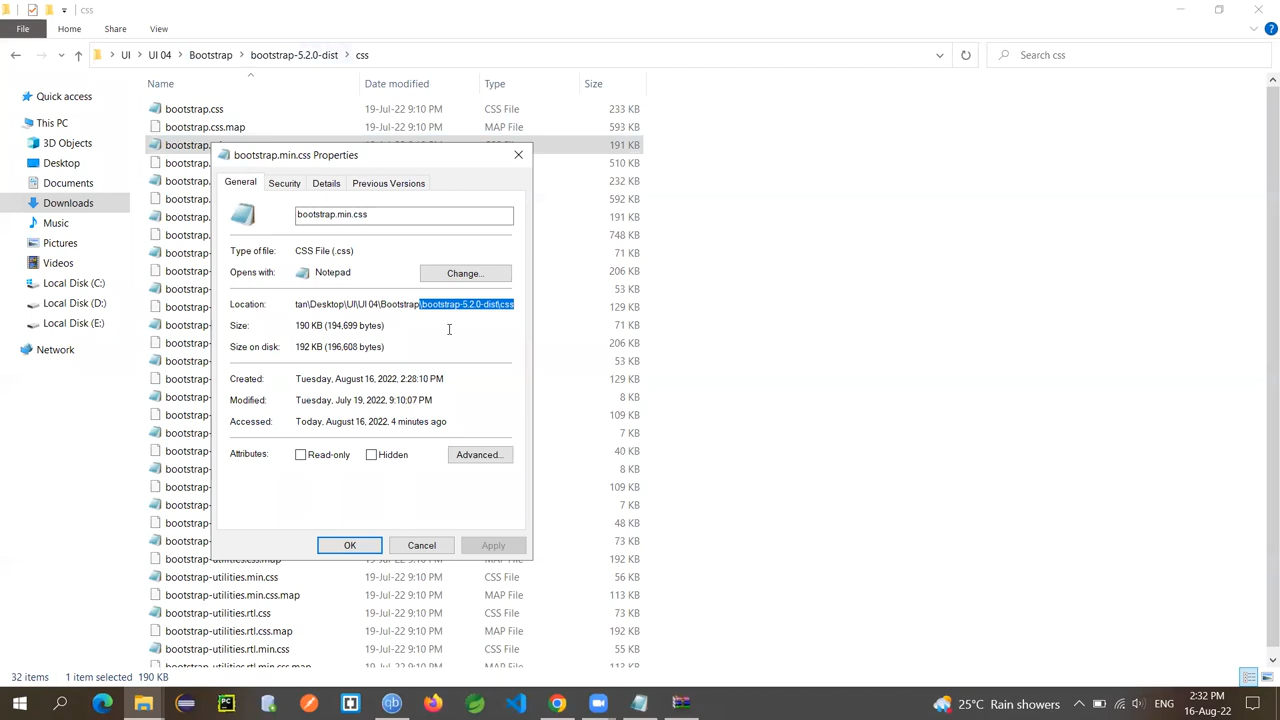 css
File
Home
Share
View
UI > UI 04 > Bootstrap > bootstrap-5.2.0-dist > css
Search css
Name
Date modified
Type
Size
Quick access
This PC
3D Objects
Desktop
Documents
Downloads
Music
Pictures
Videos
Local Disk (C:)
Local Disk (D:)
Local Disk (E:)
Network
bootstrap.css 19-Jul-22 9:10 PM CSS File 233 KB
bootstrap.css.map 19-Jul-22 9:10 PM MAP File 593 KB
bootstrap. 191 KB
bootstrap. 510 KB
bootstrap. 232 KB
bootstrap. 592 KB
bootstrap. 191 KB
bootstrap. 748 KB
bootstrap- 71 KB
bootstrap- 206 KB
bootstrap- 53 KB
bootstrap- 129 KB
bootstrap- 71 KB
bootstrap- 206 KB
bootstrap- 53 KB
bootstrap- 129 KB
bootstrap- 8 KB
bootstrap- 109 KB
bootstrap- 7 KB
bootstrap- 40 KB
bootstrap- 8 KB
bootstrap- 109 KB
bootstrap- 7 KB
bootstrap- 48 KB
bootstrap- 73 KB
bootstrap-utilities.css.map 19-Jul-22 9:10 PM MAP File 192 KB
bootstrap-utilities.min.css 19-Jul-22 9:10 PM CSS File 56 KB
bootstrap-utilities.min.css.map 19-Jul-22 9:10 PM MAP File 113 KB
bootstrap-utilities.rtl.css 19-Jul-22 9:10 PM CSS File 73 KB
bootstrap-utilities.rtl.css.map 19-Jul-22 9:10 PM MAP File 192 KB
bootstrap-utilities.rtl.min.css 19-Jul-22 9:10 PM CSS File 55 KB
bootstrap-utilities.rtl.min.css.map 19-Jul-22 9:10 PM MAP File 113 KB
bootstrap.min.css Properties
General
Security
Details
Previous Versions
bootstrap.min.css
Type of file: CSS File (.css)
Opens with: Notepad
Change...
Location: tan\Desktop\UI\UI 04\Bootstrap\bootstrap-5.2.0-dist\css
Size: 190 KB (194,699 bytes)
Size on disk: 192 KB (196,608 bytes)
Created: Tuesday, August 16, 2022, 2:28:10 PM
Modified: Tuesday, July 19, 2022, 9:10:07 PM
Accessed: Today, August 16, 2022, 4 minutes ago
Attributes: Read-only Hidden
Advanced...
OK
Cancel
Apply
32 items 1 item selected 190 KB
25°C Rain showers
ENG
2:32 PM
16-Aug-22